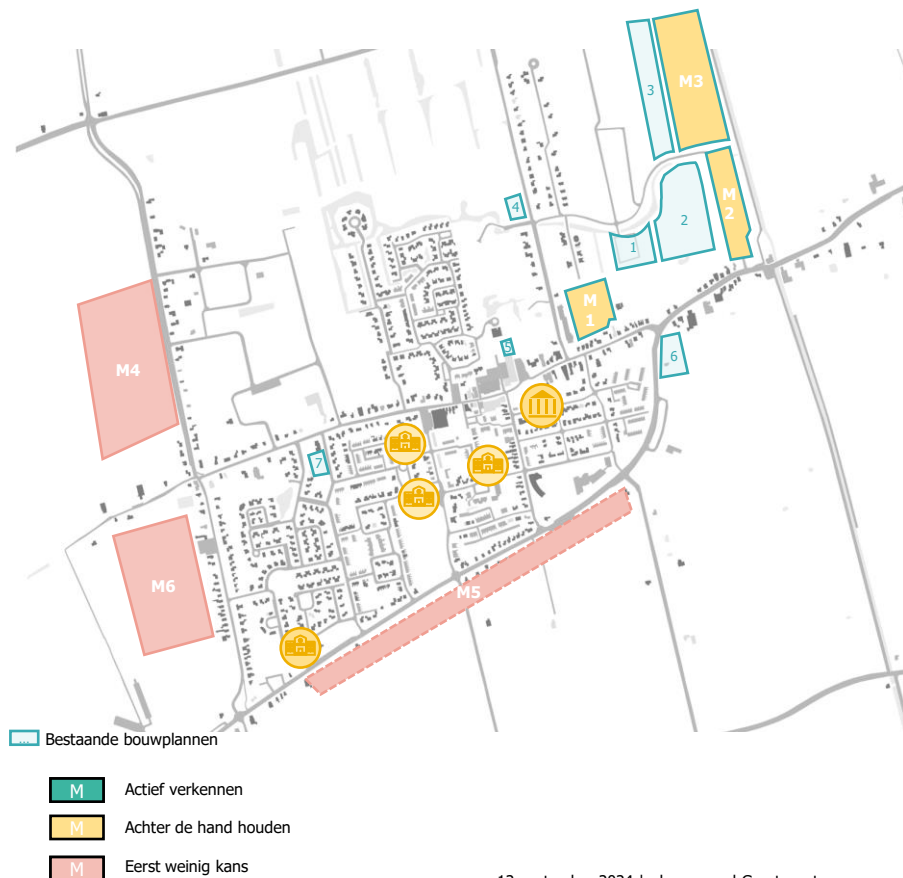 M3
3
M
2
4
2
1
M
1
5
6
M4
7
M6
M5
... Bestaande bouwplannen
M Actief verkennen
M Achter de hand houden
M Eerst weinig kans